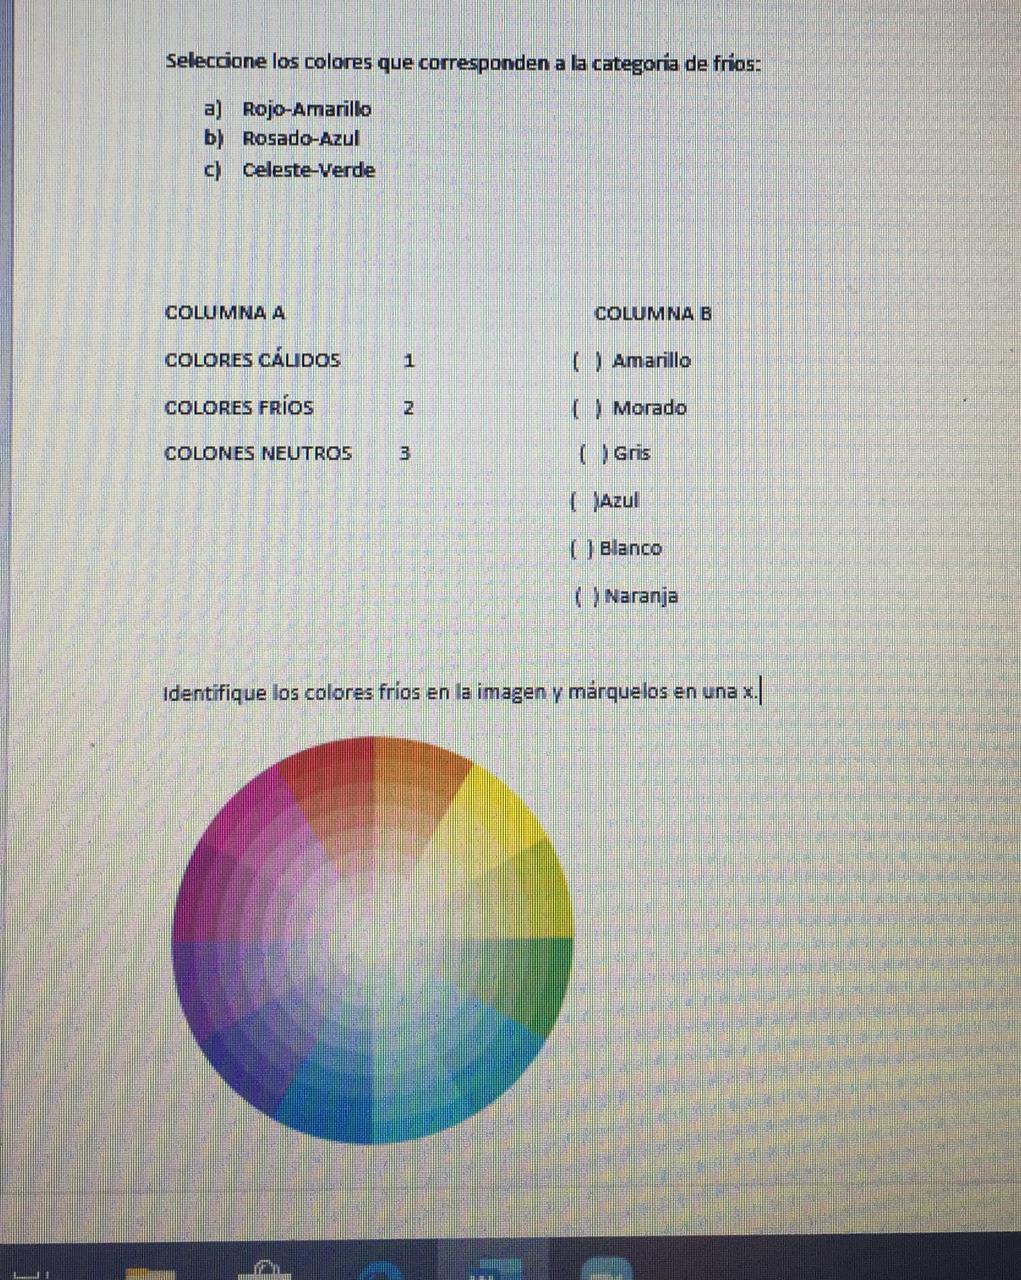 Seleccione los colores que corresponden a la categoría de fríos:
a) Rojo-Amarillo
b) Rosado-Azul
c) Celeste-Verde
COLUMNA A COLUMNA B
COLORES CÁLIDOS 1 ( ) Amarillo
COLORES FRÍOS 2 ( ) Morado
COLONES NEUTROS 3 ( ) Gris
( )Azul
( ) Blanco
( ) Naranja
Identifique los colores fríos en la imagen y márquelos en una x.